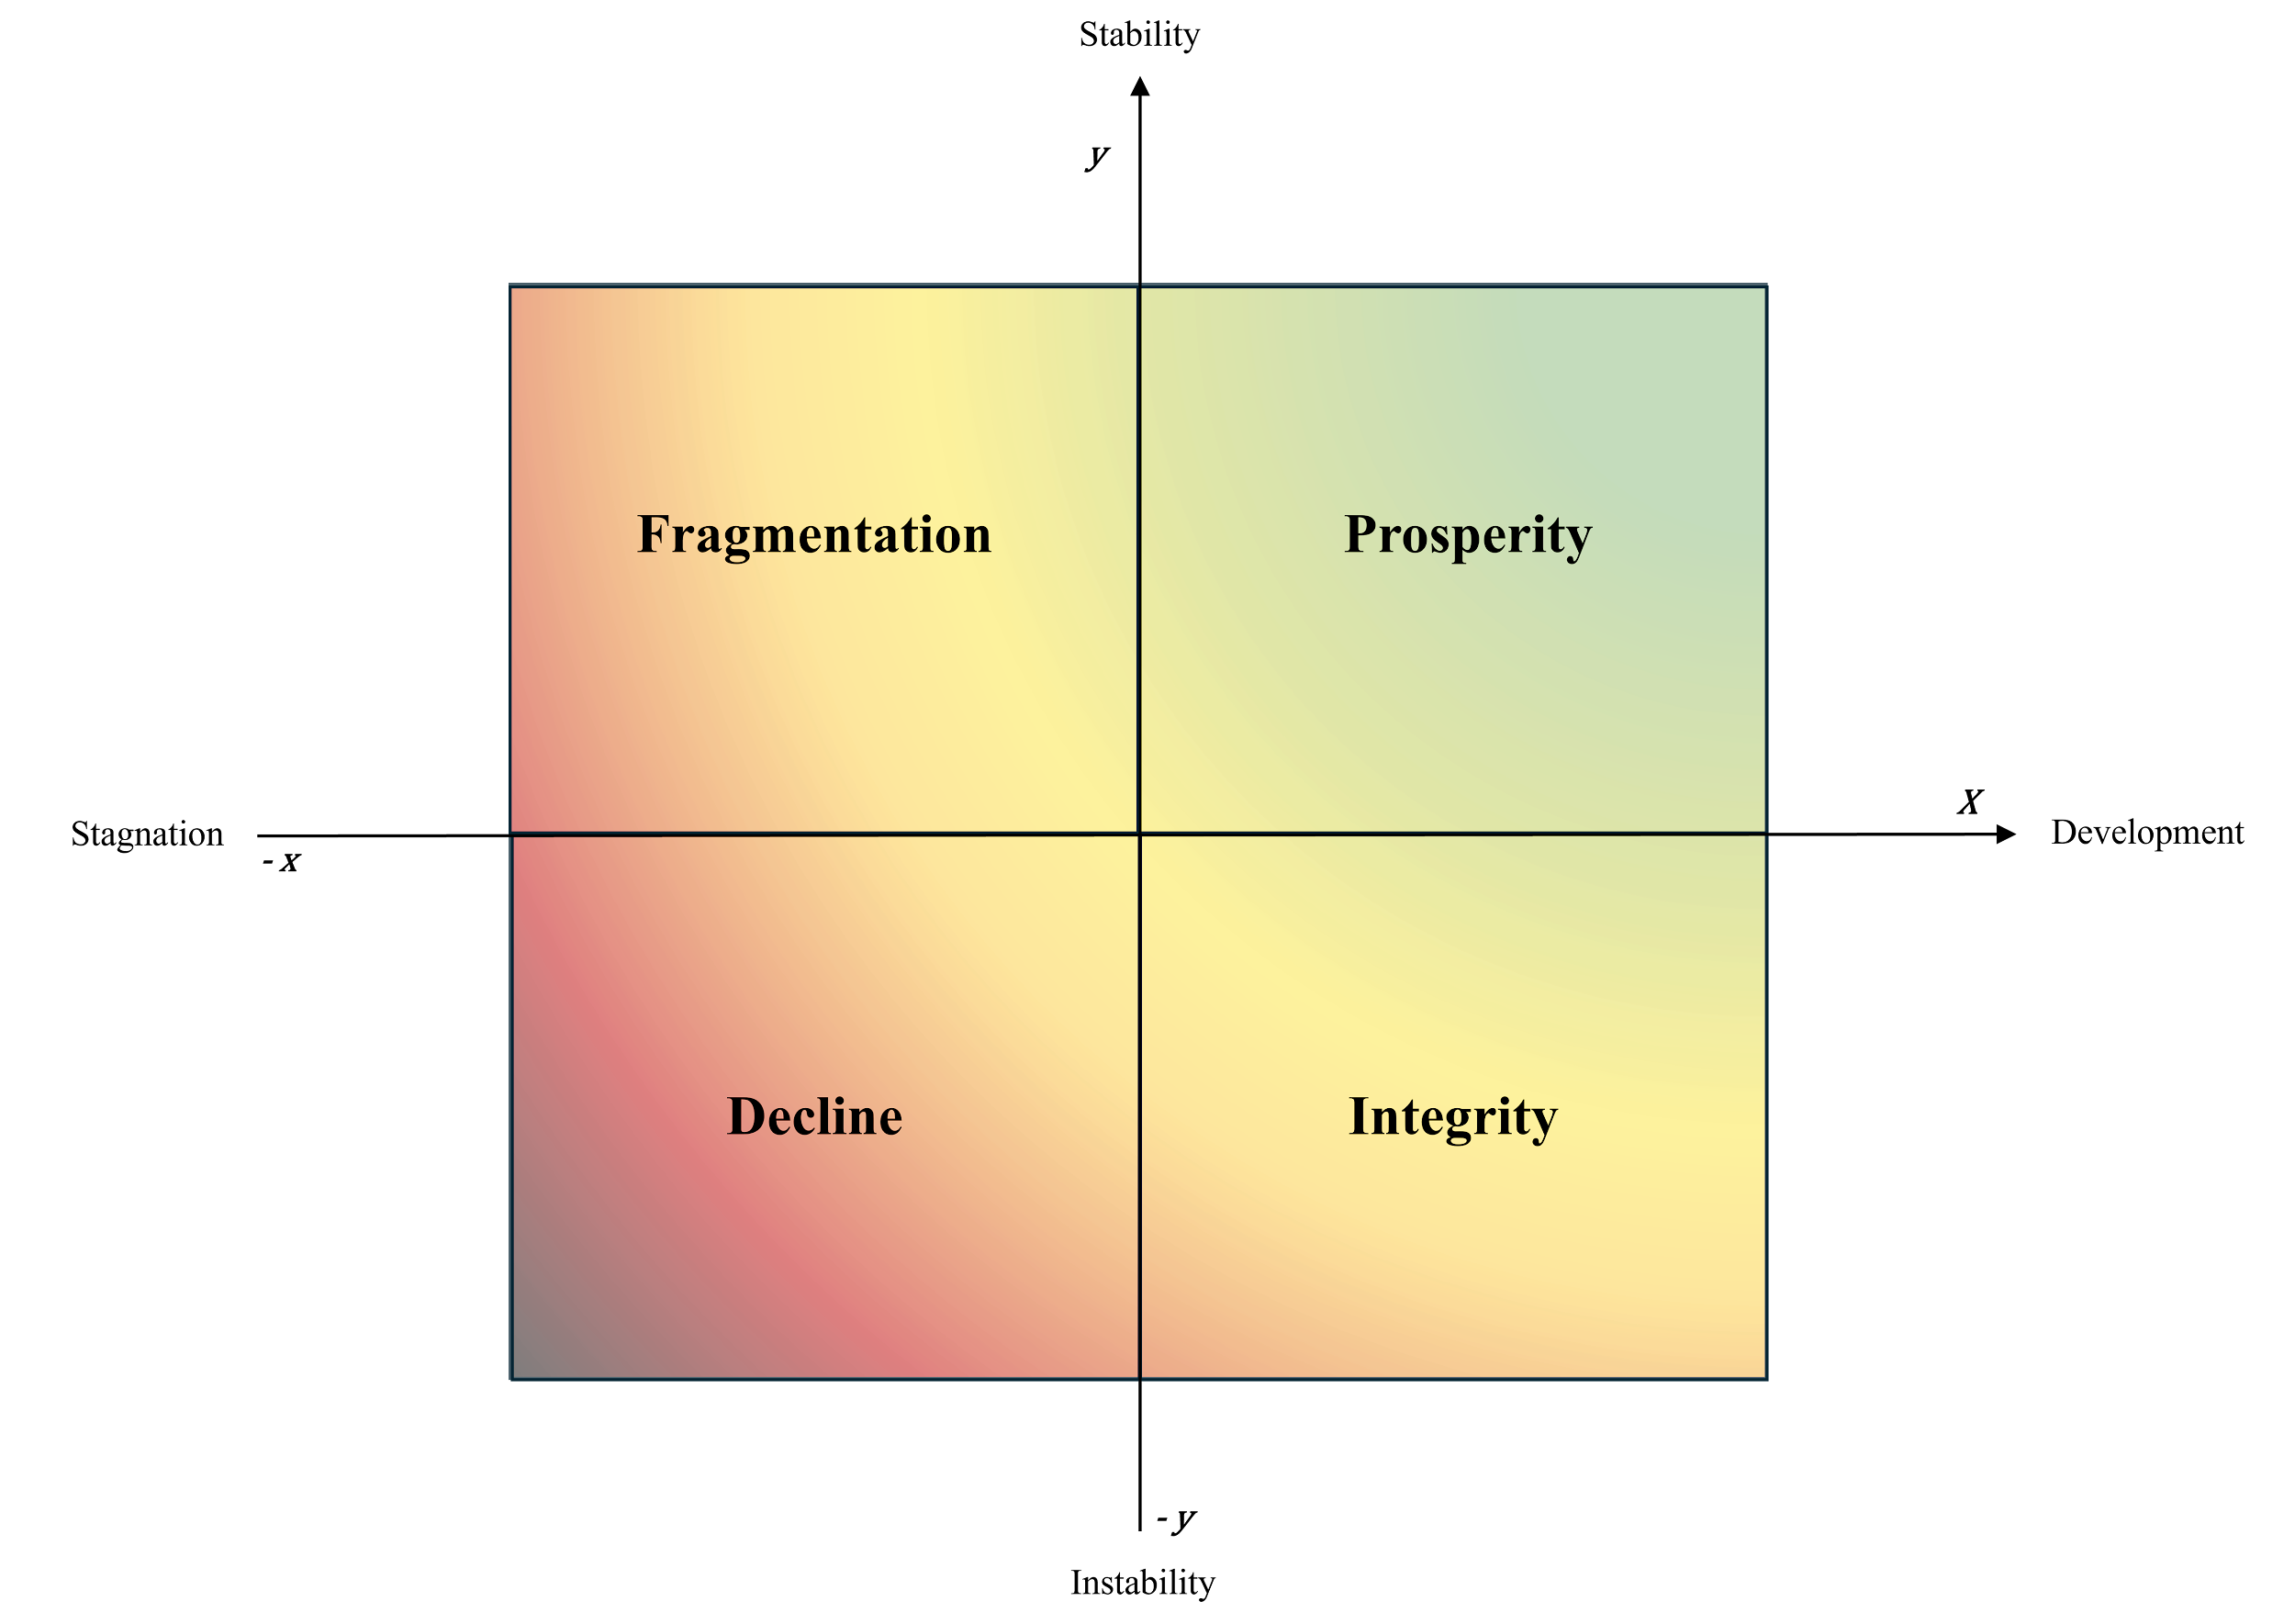 Stability
y
Fragmentation
Prosperity
X
Stagnation
Development
- x
Decline
Integrity
- y
Instability